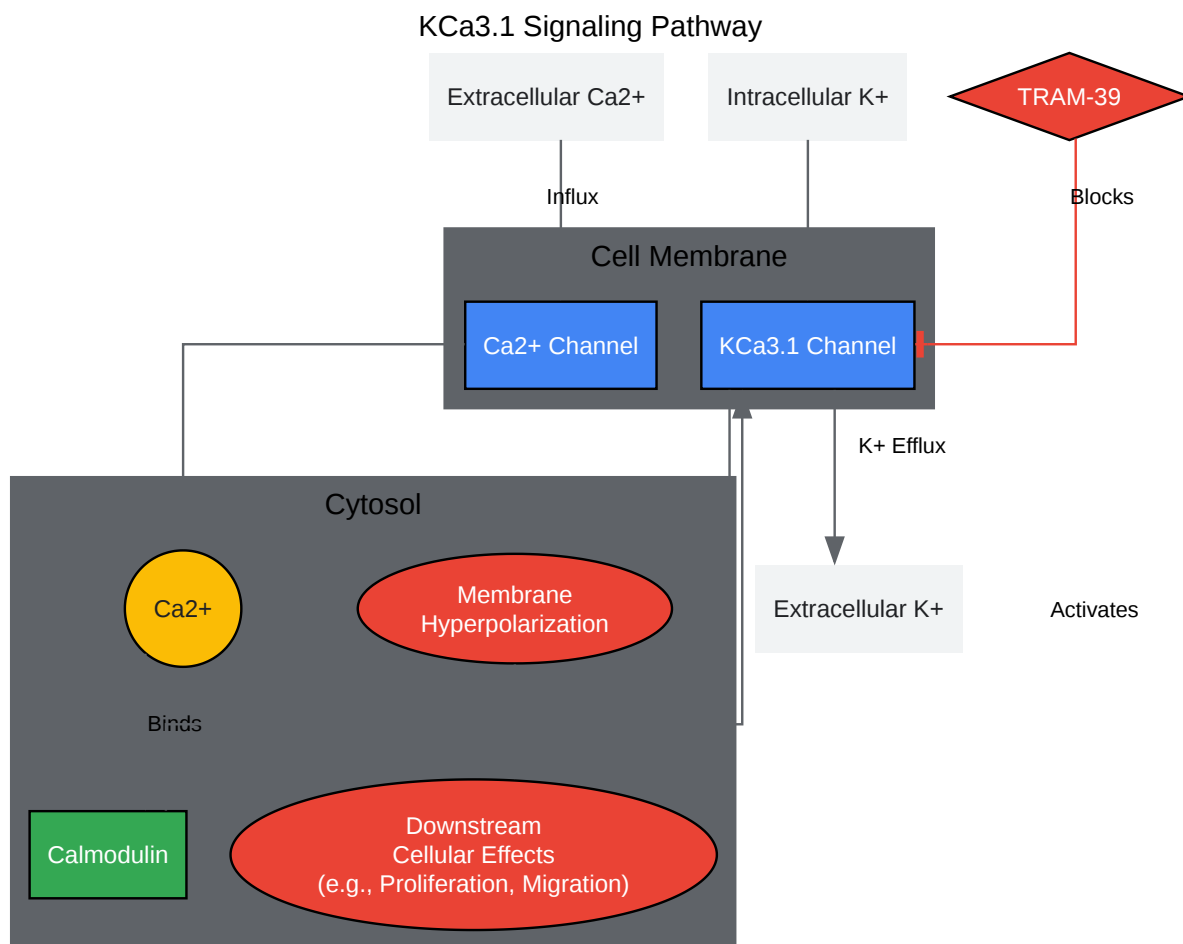 KCa3.1 Signaling Pathway
Extracellular Ca2+
Intracellular K+
TRAM-39
Influx
Blocks
Cell Membrane
Ca2+ Channel
KCa3.1 Channel
K+ Efflux
Cytosol
Ca2+
Membrane
Hyperpolarization
Extracellular K+
Activates
Binds
Calmodulin
Downstream
Cellular Effects
(e.g., Proliferation, Migration)